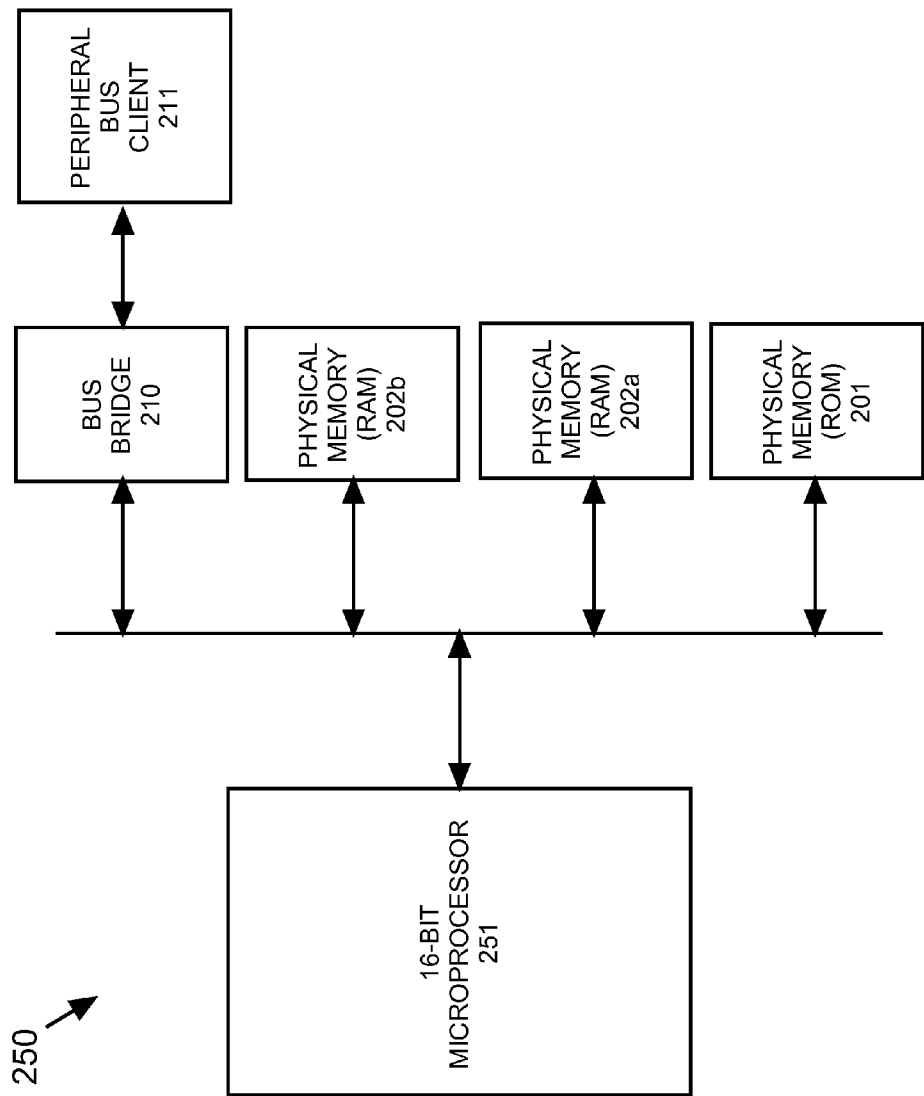 250
16-BIT
MICROPROCESSOR
251
BUS
BRIDGE
210
PERIPHERAL
BUS
CLIENT
211
PHYSICAL
MEMORY
(RAM)
202b
PHYSICAL
MEMORY
(RAM)
202a
PHYSICAL
MEMORY
(ROM)
201